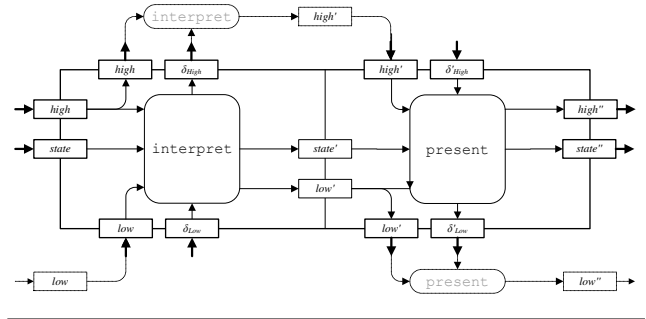 interpret high'
high δHigh high' δ'High
high high''
interpret present
state state' state''
low'
low δLow low' δ'Low
low present low''